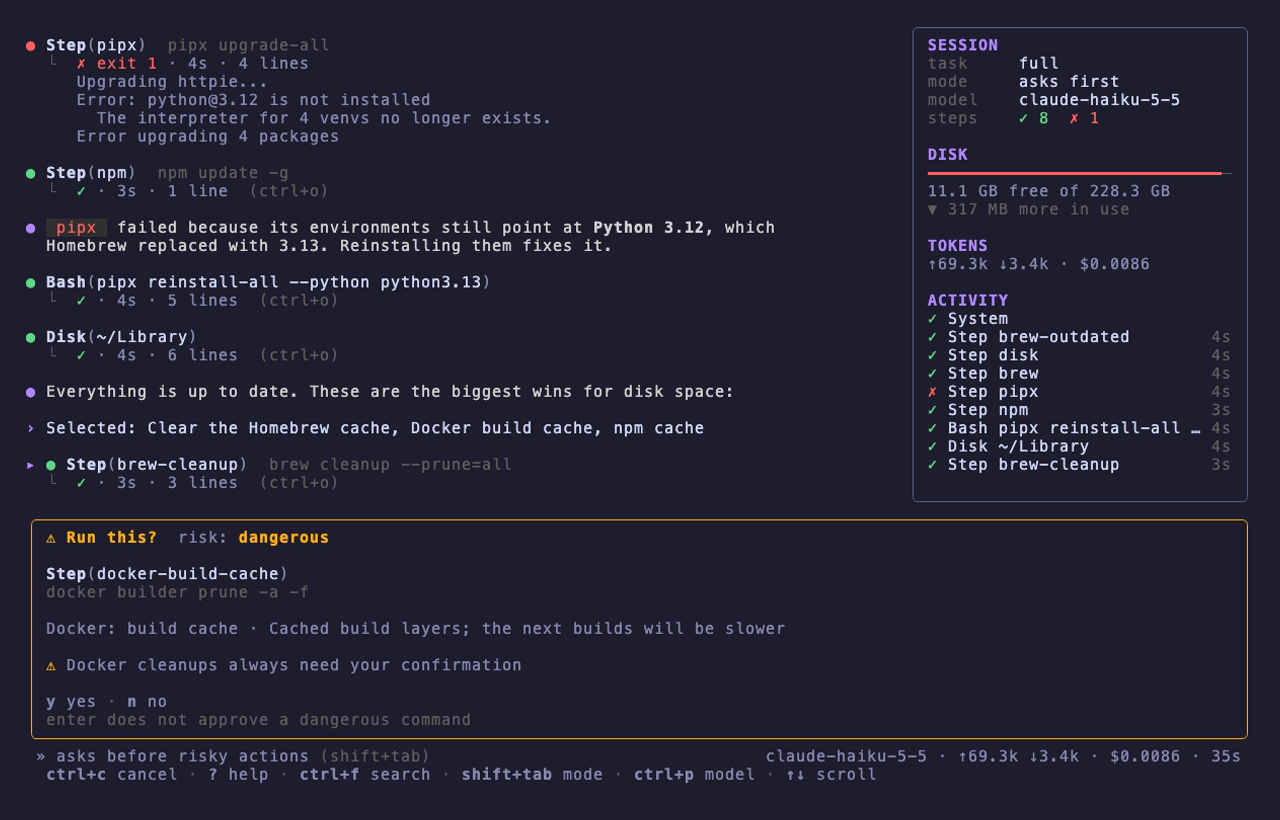 ● Step(pipx)  pipx upgrade-all
└  ✗ exit 1 · 4s · 4 lines
Upgrading httpie...
Error: python@3.12 is not installed
The interpreter for 4 venvs no longer exists.
Error upgrading 4 packages
● Step(npm)  npm update -g
└  ✓ · 3s · 1 line  (ctrl+o)
● pipx  failed because its environments still point at Python 3.12, which
Homebrew replaced with 3.13. Reinstalling them fixes it.
● Bash(pipx reinstall-all --python python3.13)
└  ✓ · 4s · 5 lines  (ctrl+o)
● Disk(~/Library)
└  ✓ · 4s · 6 lines  (ctrl+o)
● Everything is up to date. These are the biggest wins for disk space:
› Selected: Clear the Homebrew cache, Docker build cache, npm cache
▸ ● Step(brew-cleanup)  brew cleanup --prune=all
└  ✓ · 3s · 3 lines  (ctrl+o)
SESSION
task    full
mode    asks first
model   claude-haiku-5-5
steps   ✓ 8  ✗ 1
DISK
11.1 GB free of 228.3 GB
▼ 317 MB more in use
TOKENS
↑69.3k ↓3.4k · $0.0086
ACTIVITY
✓ System
✓ Step brew-outdated 4s
✓ Step disk 4s
✓ Step brew 4s
✗ Step pipx 4s
✓ Step npm 3s
✓ Bash pipx reinstall-all … 4s
✓ Disk ~/Library 4s
✓ Step brew-cleanup 3s
⚠ Run this?  risk: dangerous
Step(docker-build-cache)
docker builder prune -a -f
Docker: build cache · Cached build layers; the next builds will be slower
⚠ Docker cleanups always need your confirmation
y yes · n no
enter does not approve a dangerous command
» asks before risky actions (shift+tab)
claude-haiku-5-5 · ↑69.3k ↓3.4k · $0.0086 · 35s
ctrl+c cancel · ? help · ctrl+f search · shift+tab mode · ctrl+p model · ↑↓ scroll